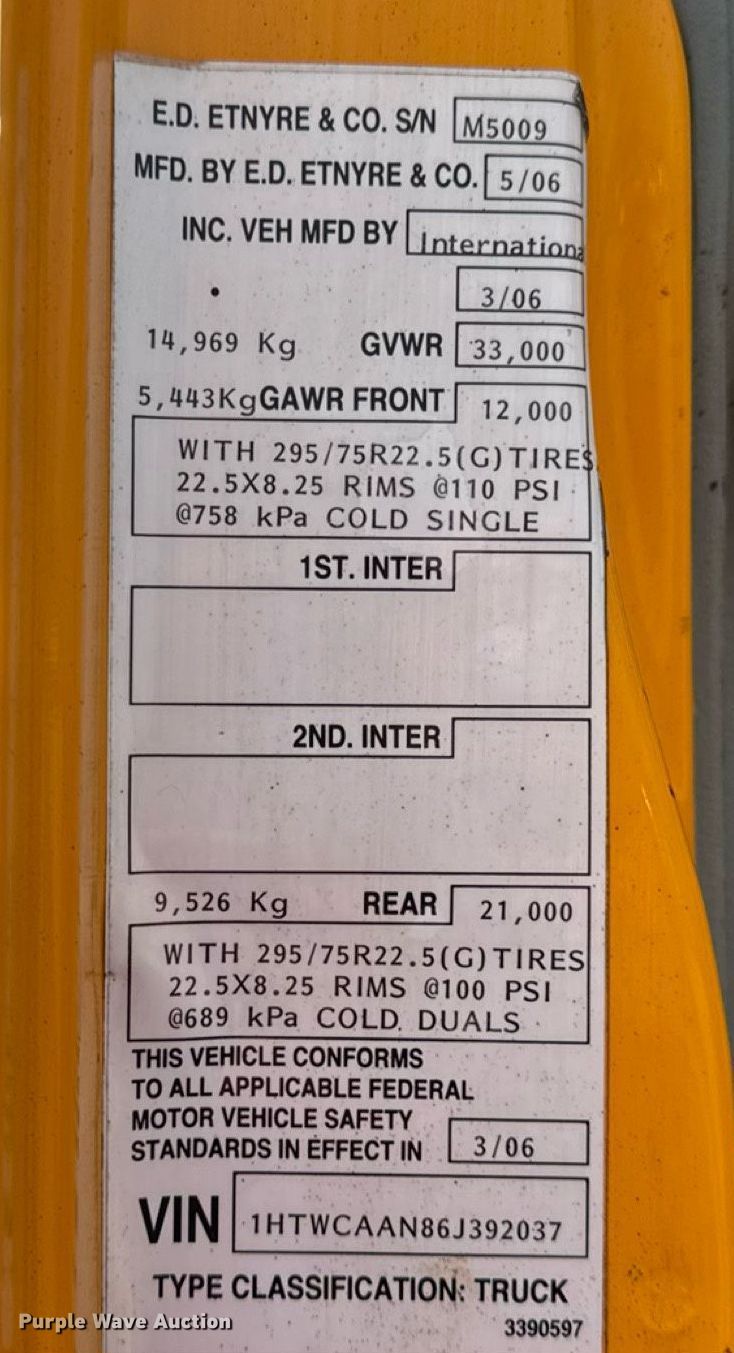 E.D. ETNYRE & CO. S/N M5009
MFD. BY E.D. ETNYRE & CO. 5/06
INC. VEH MFD BY Internationa
3/06
14,969 Kg GVWR 33,000
5,443Kg GAWR FRONT 12,000
WITH 295/75R22.5(G)TIRES
22.5X8.25 RIMS @110 PSI
@758 kPa COLD SINGLE
1ST. INTER
2ND. INTER
9,526 Kg REAR 21,000
WITH 295/75R22.5(G)TIRES
22.5X8.25 RIMS @100 PSI
@689 kPa COLD. DUALS
THIS VEHICLE CONFORMS
TO ALL APPLICABLE FEDERAL
MOTOR VEHICLE SAFETY
STANDARDS IN EFFECT IN 3/06
VIN 1HTWCAAN86J392037
TYPE CLASSIFICATION: TRUCK
3390597
Purple Wave Auction